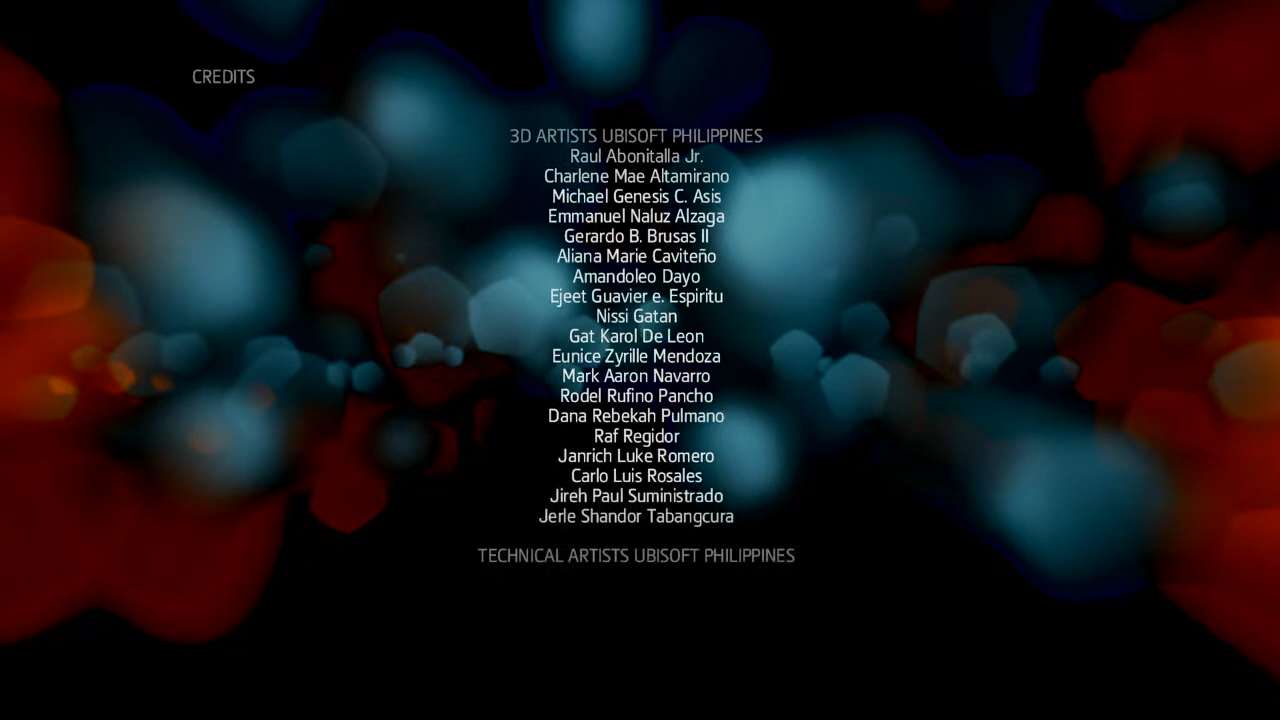 CREDITS
3D ARTISTS UBISOFT PHILIPPINES
Raul Abonitalla Jr.
Charlene Mae Altamirano
Michael Genesis C. Asis
Emmanuel Naluz Alzaga
Gerardo B. Brusas II
Aliana Marie Caviteño
Amandoleo Dayo
Ejeet Guavier e. Espiritu
Nissi Gatan
Gat Karol De Leon
Eunice Zyrille Mendoza
Mark Aaron Navarro
Rodel Rufino Pancho
Dana Rebekah Pulmano
Raf Regidor
Janrich Luke Romero
Carlo Luis Rosales
Jireh Paul Suministrado
Jerle Shandor Tabangcura
TECHNICAL ARTISTS UBISOFT PHILIPPINES